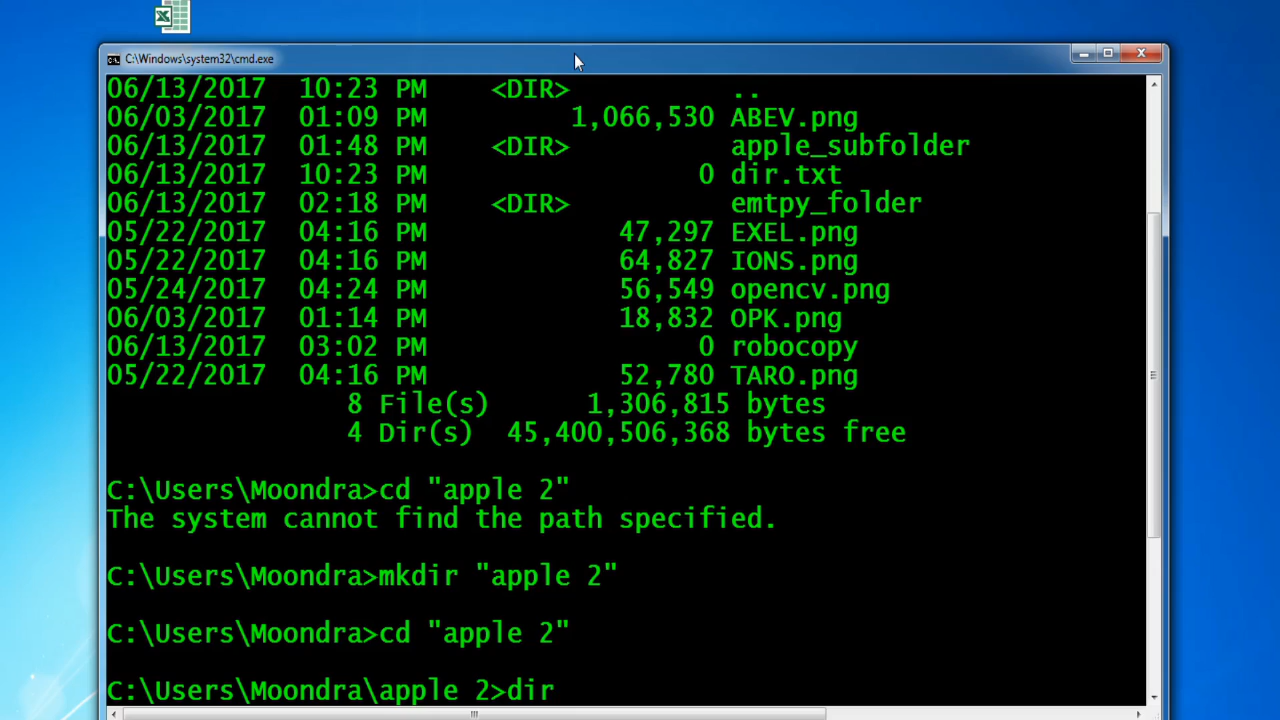 C:\Windows\system32\cmd.exe
06/13/2017 10:23 PM <DIR> ..
06/03/2017 01:09 PM 1,066,530 ABEV.png
06/13/2017 01:48 PM <DIR> apple_subfolder
06/13/2017 10:23 PM 0 dir.txt
06/13/2017 02:18 PM <DIR> emtpy_folder
05/22/2017 04:16 PM 47,297 EXEL.png
05/22/2017 04:16 PM 64,827 IONS.png
05/24/2017 04:24 PM 56,549 opencv.png
06/03/2017 01:14 PM 18,832 OPK.png
06/13/2017 03:02 PM 0 robocopy
05/22/2017 04:16 PM 52,780 TARO.png
8 File(s) 1,306,815 bytes
4 Dir(s) 45,400,506,368 bytes free
C:\Users\Moondra>cd "apple 2"
The system cannot find the path specified.
C:\Users\Moondra>mkdir "apple 2"
C:\Users\Moondra>cd "apple 2"
C:\Users\Moondra\apple 2>dir